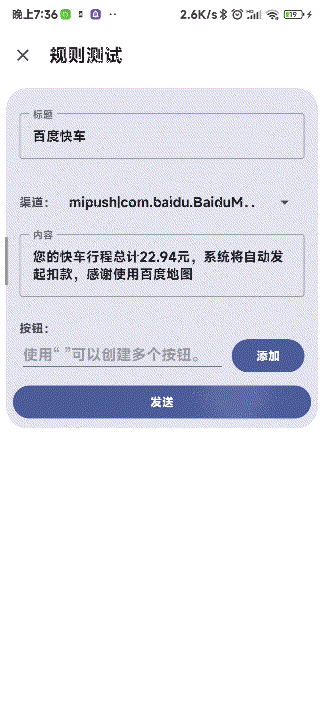 晚上7:36 2.6K/s 19
规则测试
标题
百度快车
渠道： mipush|com.baidu.BaiduM..
内容
您的快车行程总计22.94元，系统将自动发
起扣款，感谢使用百度地图
按钮：
使用“ ”可以创建多个按钮。 添加
发送